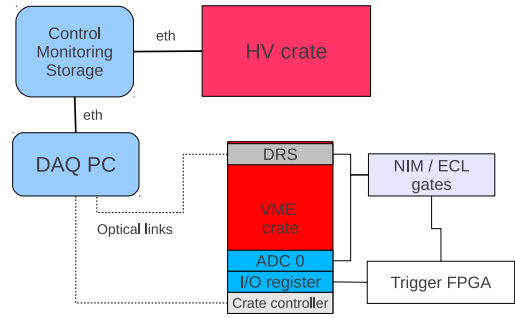 Control
Monitoring
Storage
eth
HV crate
eth
DAQ PC
Optical links
DRS
VME
crate
ADC 0
I/O register
Crate controller
NIM / ECL
gates
Trigger FPGA